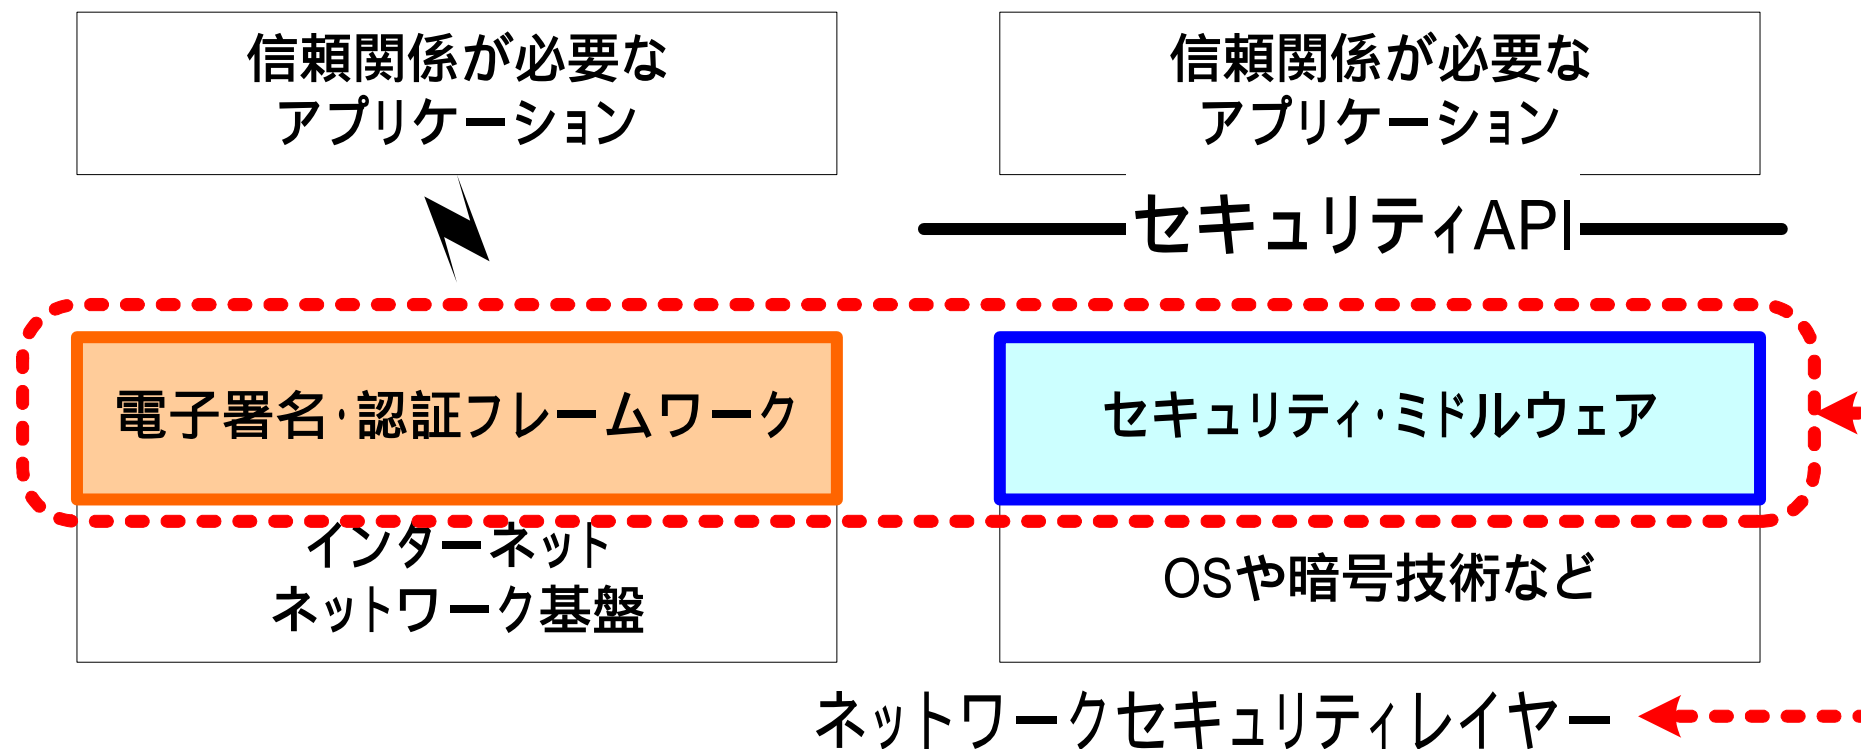 信頼関係が必要な
アプリケーション
信頼関係が必要な
アプリケーション
セキュリティAPI
電子署名・認証フレームワーク
セキュリティ・ミドルウェア
インターネット
ネットワーク基盤
OSや暗号技術など
ネットワークセキュリティレイヤー